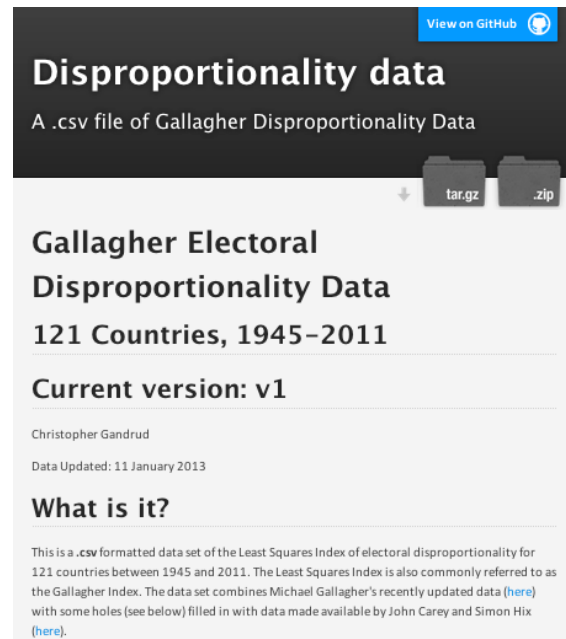 View on GitHub
Disproportionality data
A .csv file of Gallagher Disproportionality Data
tar.gz
.zip
Gallagher Electoral
Disproportionality Data
121 Countries, 1945–2011
Current version: v1
Christopher Gandrud
Data Updated: 11 January 2013
What is it?
This is a .csv formatted data set of the Least Squares Index of electoral disproportionality for
121 countries between 1945 and 2011. The Least Squares Index is also commonly referred to as
the Gallagher Index. The data set combines Michael Gallagher's recently updated data (here)
with some holes (see below) filled in with data made available by John Carey and Simon Hix
(here).